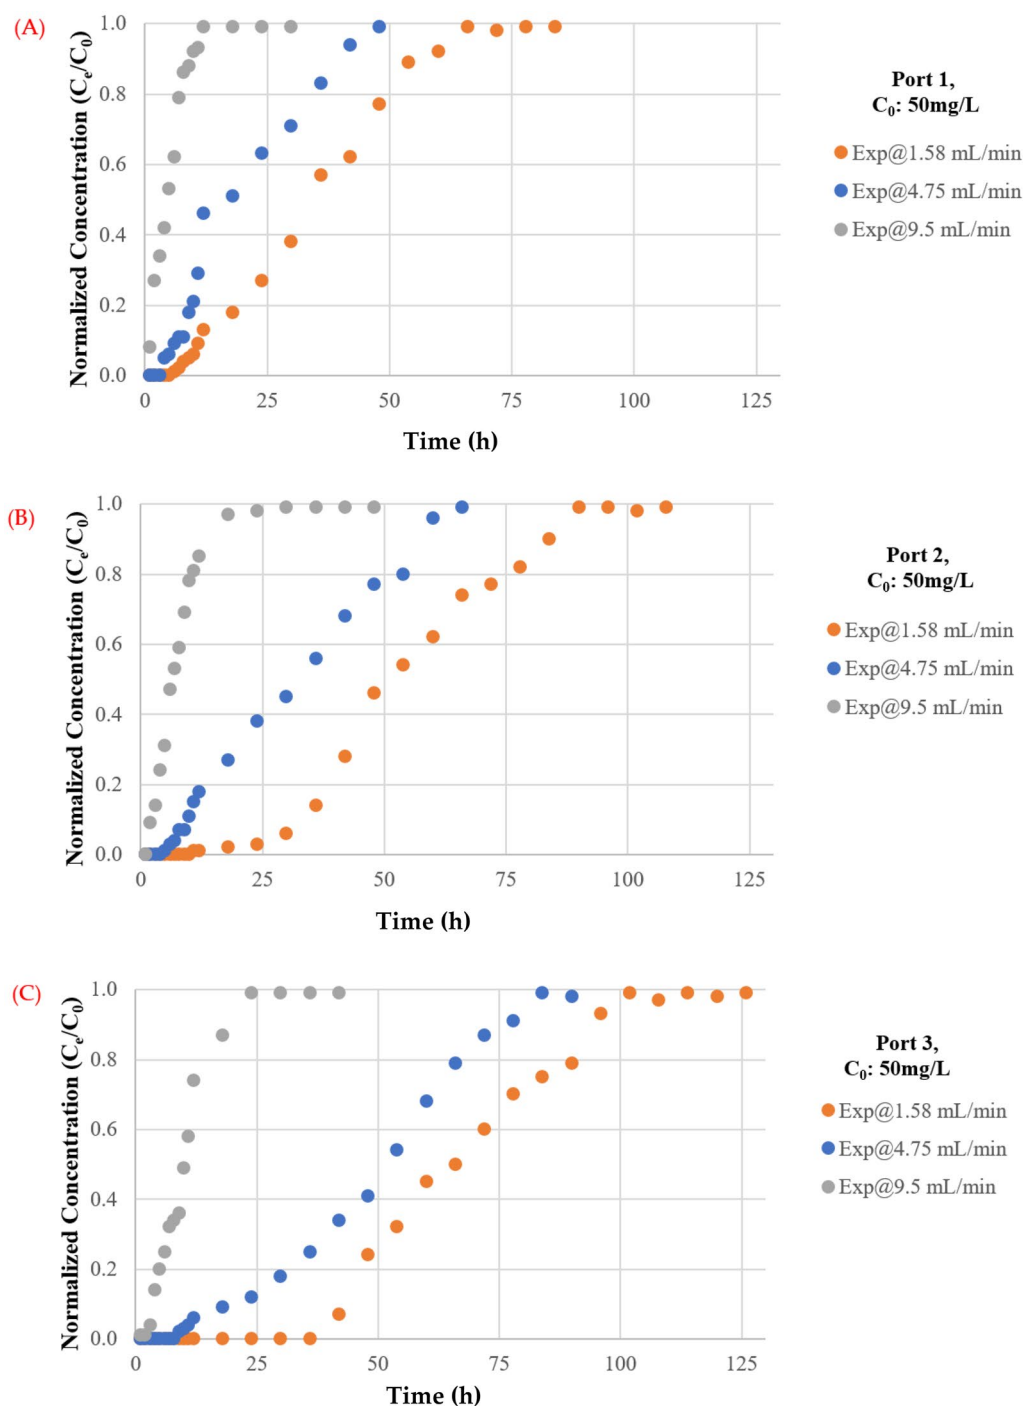 (A)
Normalized Concentration (Cₑ/C₀)
1.0
0.8
0.6
0.4
0.2
0.0
0 25 50 75 100 125
Time (h)
Port 1,
C₀: 50mg/L
Exp@1.58 mL/min
Exp@4.75 mL/min
Exp@9.5 mL/min
(B)
Normalized Concentration (Cₑ/C₀)
1.0
0.8
0.6
0.4
0.2
0.0
0 25 50 75 100 125
Time (h)
Port 2,
C₀: 50mg/L
Exp@1.58 mL/min
Exp@4.75 mL/min
Exp@9.5 mL/min
(C)
Normalized Concentration (Cₑ/C₀)
1.0
0.8
0.6
0.4
0.2
0.0
0 25 50 75 100 125
Time (h)
Port 3,
C₀: 50mg/L
Exp@1.58 mL/min
Exp@4.75 mL/min
Exp@9.5 mL/min